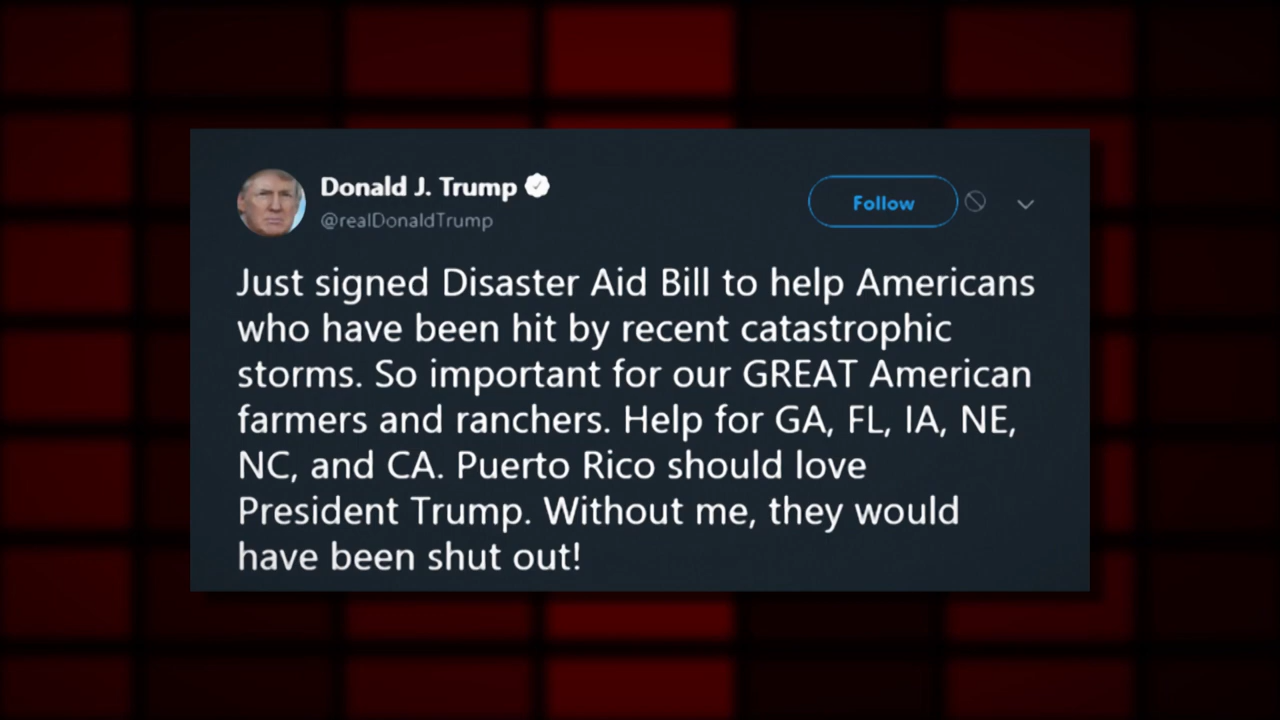 Donald J. Trump
@realDonaldTrump
Follow
Just signed Disaster Aid Bill to help Americans
who have been hit by recent catastrophic
storms. So important for our GREAT American
farmers and ranchers. Help for GA, FL, IA, NE,
NC, and CA. Puerto Rico should love
President Trump. Without me, they would
have been shut out!